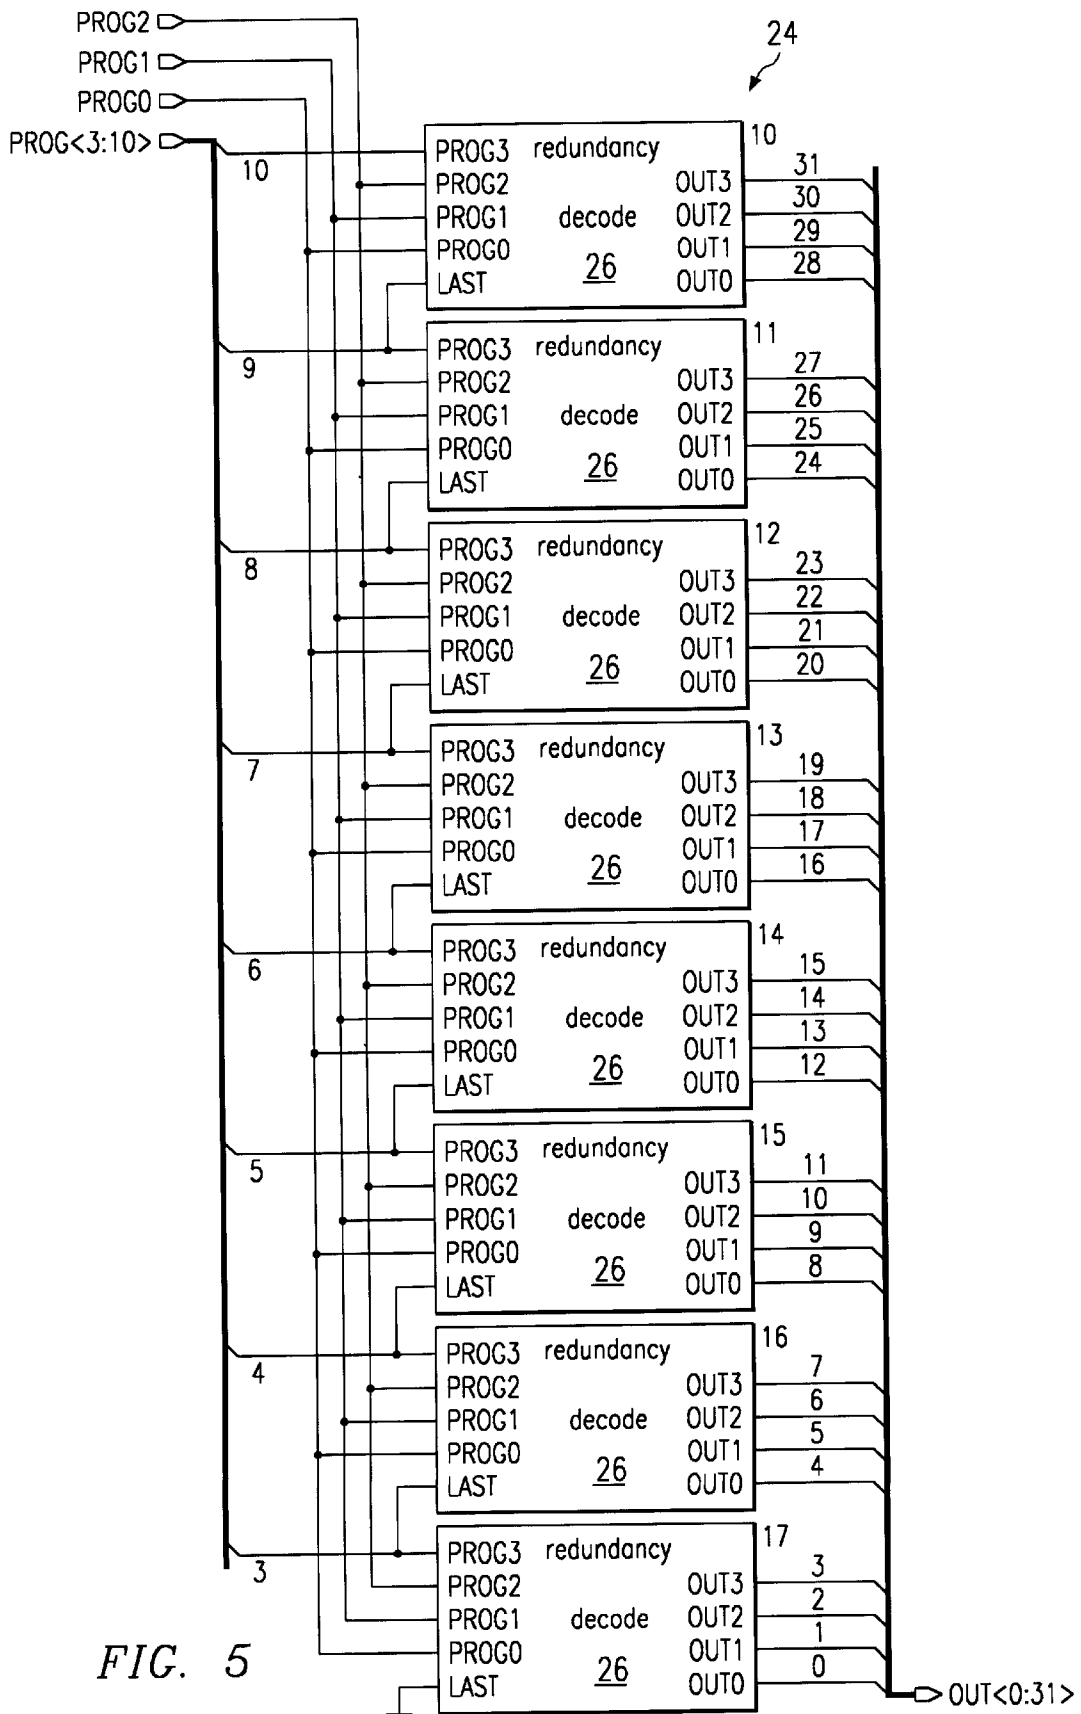 PROG2
24
PROG1
PROG0
PROG<3:10>
10
PROG3 redundancy
10
PROG2 OUT3 31
PROG1 decode OUT2 30
PROG0 26 OUT1 29
LAST OUT0 28
9
PROG3 redundancy
11
PROG2 OUT3 27
PROG1 decode OUT2 26
PROG0 26 OUT1 25
LAST OUT0 24
8
PROG3 redundancy
12
PROG2 OUT3 23
PROG1 decode OUT2 22
PROG0 26 OUT1 21
LAST OUT0 20
7
PROG3 redundancy
13
PROG2 OUT3 19
PROG1 decode OUT2 18
PROG0 26 OUT1 17
LAST OUT0 16
6
PROG3 redundancy
14
PROG2 OUT3 15
PROG1 decode OUT2 14
PROG0 26 OUT1 13
LAST OUT0 12
5
PROG3 redundancy
15
PROG2 OUT3 11
PROG1 decode OUT2 10
PROG0 26 OUT1 9
LAST OUT0 8
4
PROG3 redundancy
16
PROG2 OUT3 7
PROG1 decode OUT2 6
PROG0 26 OUT1 5
LAST OUT0 4
3
PROG3 redundancy
17
PROG2 OUT3 3
PROG1 decode OUT2 2
PROG0 26 OUT1 1
LAST OUT0 0
FIG. 5
OUT<0:31>